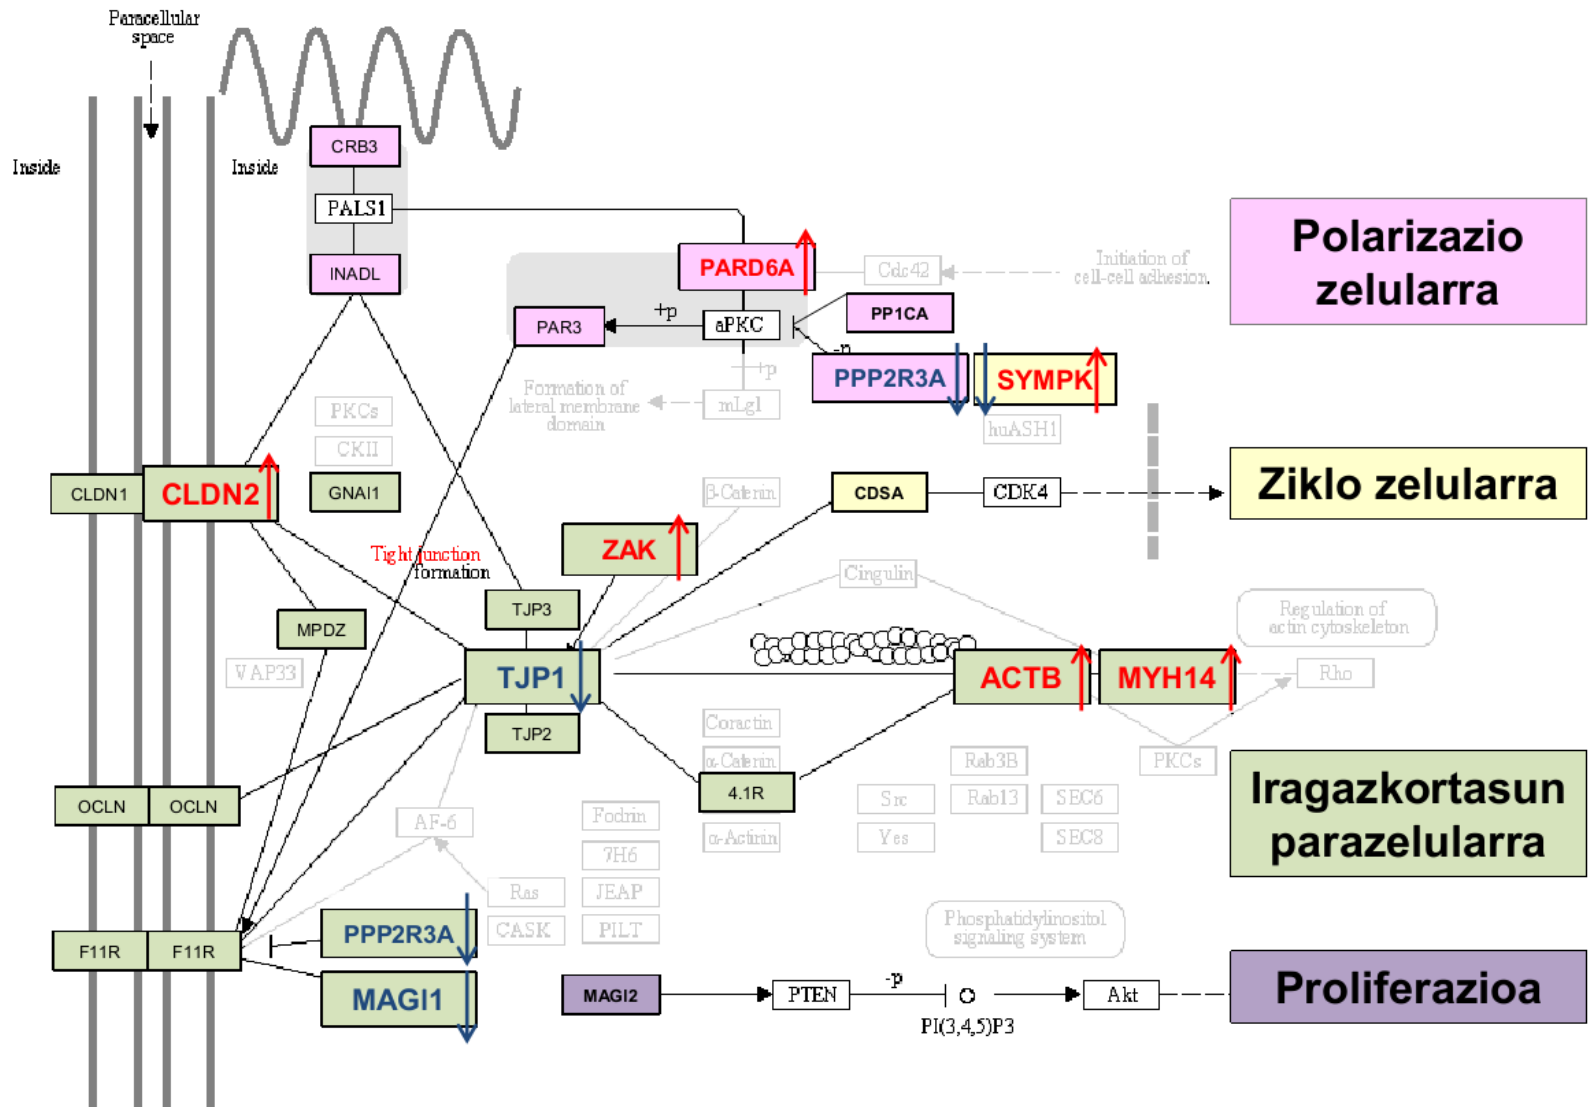 Paracellular
space
Inside
Inside
CRB3
PALS1
INADL
PARD6A
Cdc42
Initiation of
cell-cell adhesion.
Polarizazio
zelularra
PAR3
+p
aPKC
PP1CA
-p
PPP2R3A
SYMPK
huASH1
+p
mLgl
Formation of
lateral membrane
domain
PKCs
CKII
GNAI1
CLDN1
CLDN2
β-Catenin
CDSA
CDK4
Ziklo zelularra
ZAK
Tight junction
formation
Cingulin
TJP3
MPDZ
VAP33
TJP1
TJP2
ACTB
MYH14
Regulation of
actin cytoskeleton
Rho
PKCs
Coractin
α-Catenin
4.1R
α-Actinin
Rab3B
Rab13
Src
Yes
SEC6
SEC8
Iragazkortasun
parazelularra
OCLN
OCLN
AF-6
Fodrin
7H6
JEAP
PILT
Ras
CASK
Phosphatidylinositol
signaling system
F11R
F11R
PPP2R3A
MAGI1
MAGI2
PTEN
-p
PI(3,4,5)P3
Akt
Proliferazioa